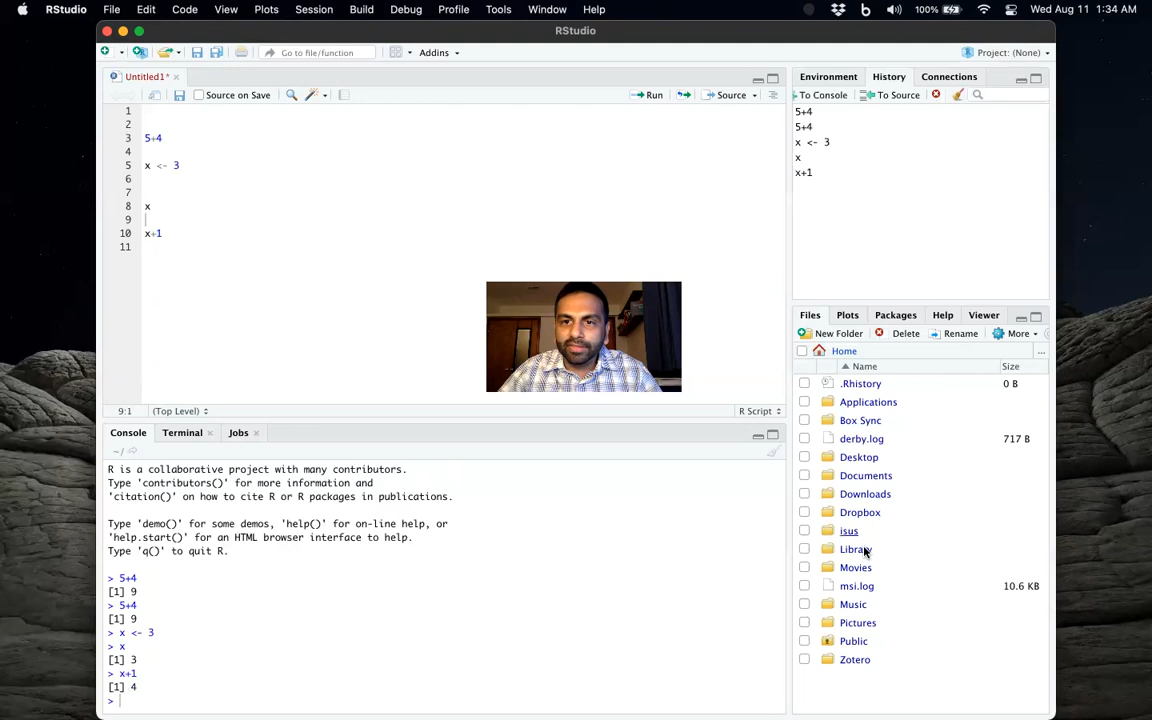 RStudio File Edit Code View Plots Session Build Debug Profile Tools Window Help 100% Wed Aug 11 1:34 AM
RStudio
Go to file/function Addins Project: (None)
Untitled1*
Source on Save Run Source
1
2
3 5+4
4
5 x <- 3
6
7
8 x
9
10 x+1
11
9:1 (Top Level) R Script
Console Terminal Jobs
~/
R is a collaborative project with many contributors.
Type 'contributors()' for more information and
'citation()' on how to cite R or R packages in publications.
Type 'demo()' for some demos, 'help()' for on-line help, or
'help.start()' for an HTML browser interface to help.
Type 'q()' to quit R.
> 5+4
[1] 9
> 5+4
[1] 9
> x <- 3
> x
[1] 3
> x+1
[1] 4
>
Environment History Connections
To Console To Source
5+4
5+4
x <- 3
x
x+1
Files Plots Packages Help Viewer
New Folder Delete Rename More
Home ...
Name Size
.Rhistory 0 B
Applications
Box Sync
derby.log 717 B
Desktop
Documents
Downloads
Dropbox
isus
Library
Movies
msi.log 10.6 KB
Music
Pictures
Public
Zotero